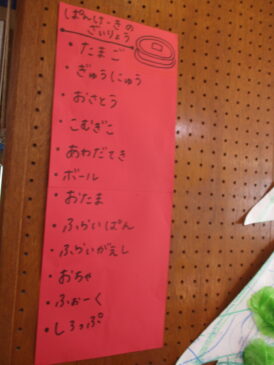 ぱんけーきの
ざいりょう
・たまご
・ぎゅうにゅう
・おさとう
・こむぎこ
・あわだてき
・ボール
・おたま
・ふらいぱん
・ふらいがえし
・おちゃ
・ふぉーく
・しろっぷ